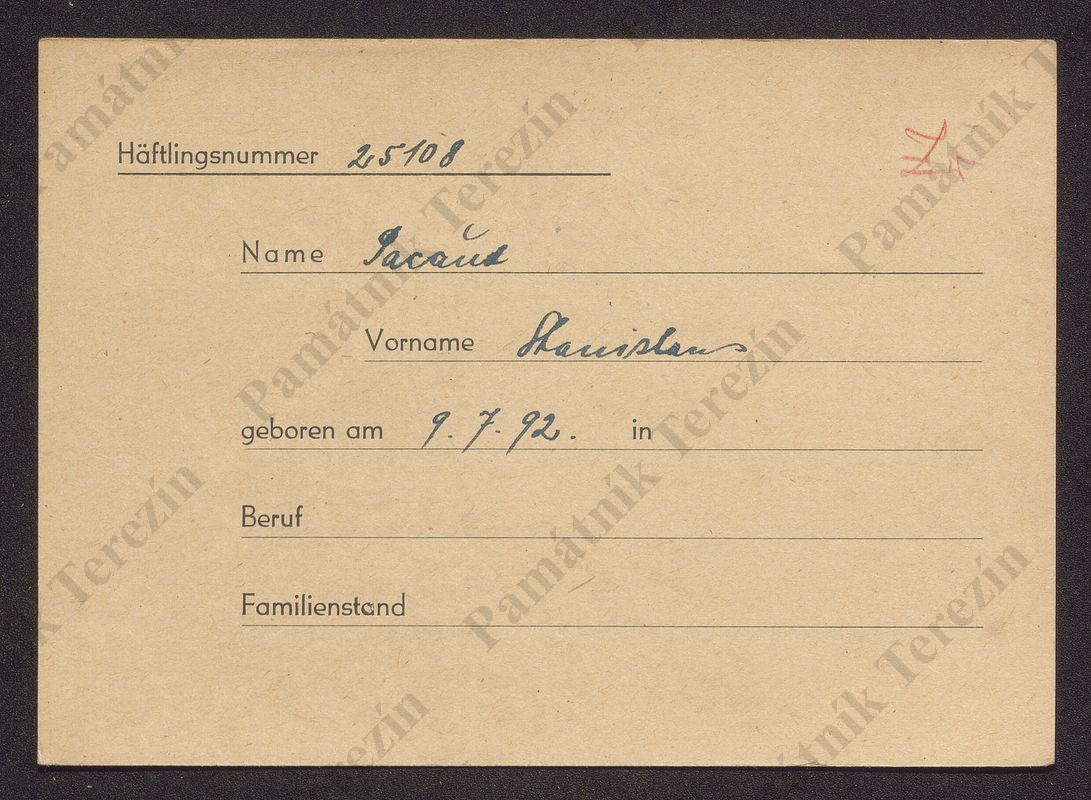 Häftlingsnummer 25108
Name
Vorname Stanislaus
geboren am 9. 7. 92. in
Beruf
Familienstand
Památník Terezín